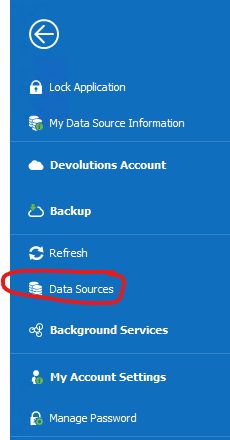 Lock Application
My Data Source Information
Devolutions Account
Backup
Refresh
Data Sources
Background Services
My Account Settings
Manage Password